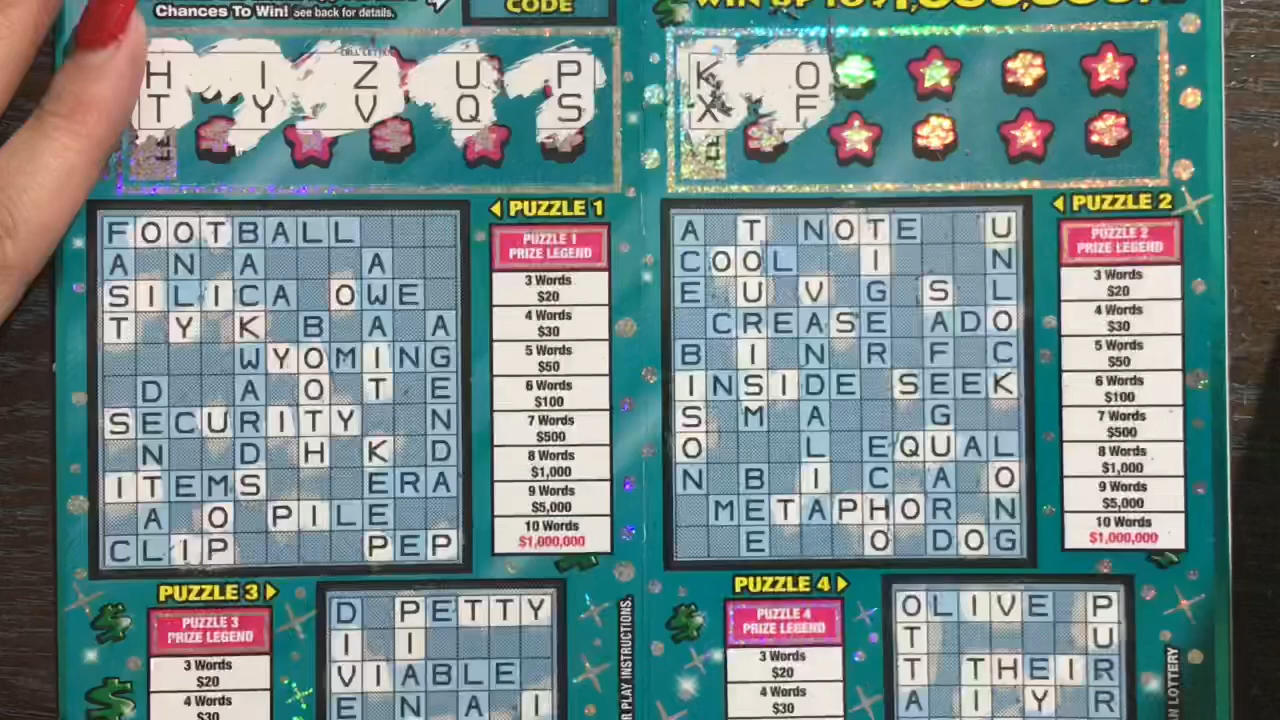 Chances To Win! See back for details.
CODE
H I Z U P
T Y V Q S
K O
X F
PUZZLE 1
PUZZLE 1
PRIZE LEGEND
3 Words
$20
4 Words
$30
5 Words
$50
6 Words
$100
7 Words
$500
8 Words
$1,000
9 Words
$5,000
10 Words
$1,000,000
FOOTBALL
A N A A
SILICA OWE
T Y K B A A
WYOMING
D A O T E
SECURITY N
N D H K D
ITEMS ERA
A O PILE
CLIP PEP
PUZZLE 2
PUZZLE 2
PRIZE LEGEND
3 Words
$20
4 Words
$30
5 Words
$50
6 Words
$100
7 Words
$500
8 Words
$1,000
9 Words
$5,000
10 Words
$1,000,000
A T NOTE U
COOL I N
E U V G S L
CREASE ADO
B I N R F C
INSIDE SEEK
S M A G
O L EQUAL
N B I C A O
METAPHOR N
E O DOG
PUZZLE 3
PUZZLE 3
PRIZE LEGEND
3 Words
$20
4 Words
$30
D PETTY
I I
VIABLE
E N A I
PUZZLE 4
PUZZLE 4
PRIZE LEGEND
3 Words
$20
4 Words
$30
OLIVE P
T U
T THEIR
A I Y R
PLAY INSTRUCTIONS.
LOTTERY